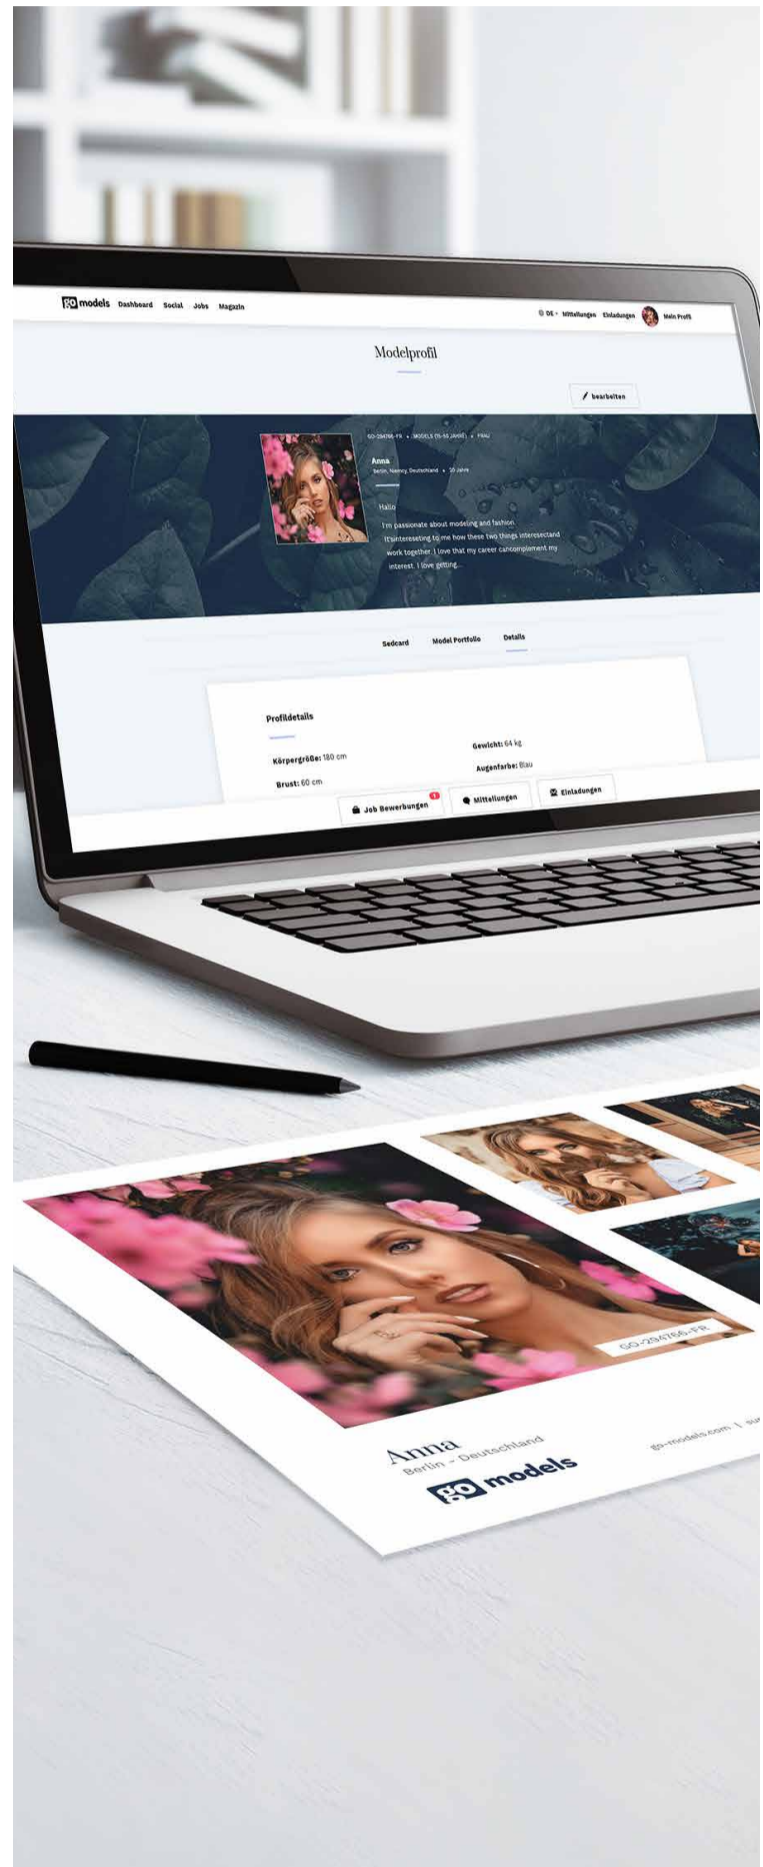 go models Dashboard Social Jobs Magazin
DE Mitteilungen Einladungen Mein Profil
Modelprofil
bearbeiten
GO-294766-FR • MODELS (15-50 JAHRE) • FRAU
Anna
Berlin, Niamey, Deutschland • 20 Jahre
Hallo
I'm passionate about modeling and fashion.
It'sintereseting to me how these two things interesectand
work together. I love that my career cancomplement my
interest. I love getting...
Sedcard Model Portfolio Details
Profildetails
Körpergröße: 180 cm
Gewicht: 64 kg
Brust: 60 cm
Augenfarbe: Blau
Job Bewerbungen
Mitteilungen
Einladungen
GO-294766-FR
Anna
Berlin - Deutschland
go-models.com |
go models